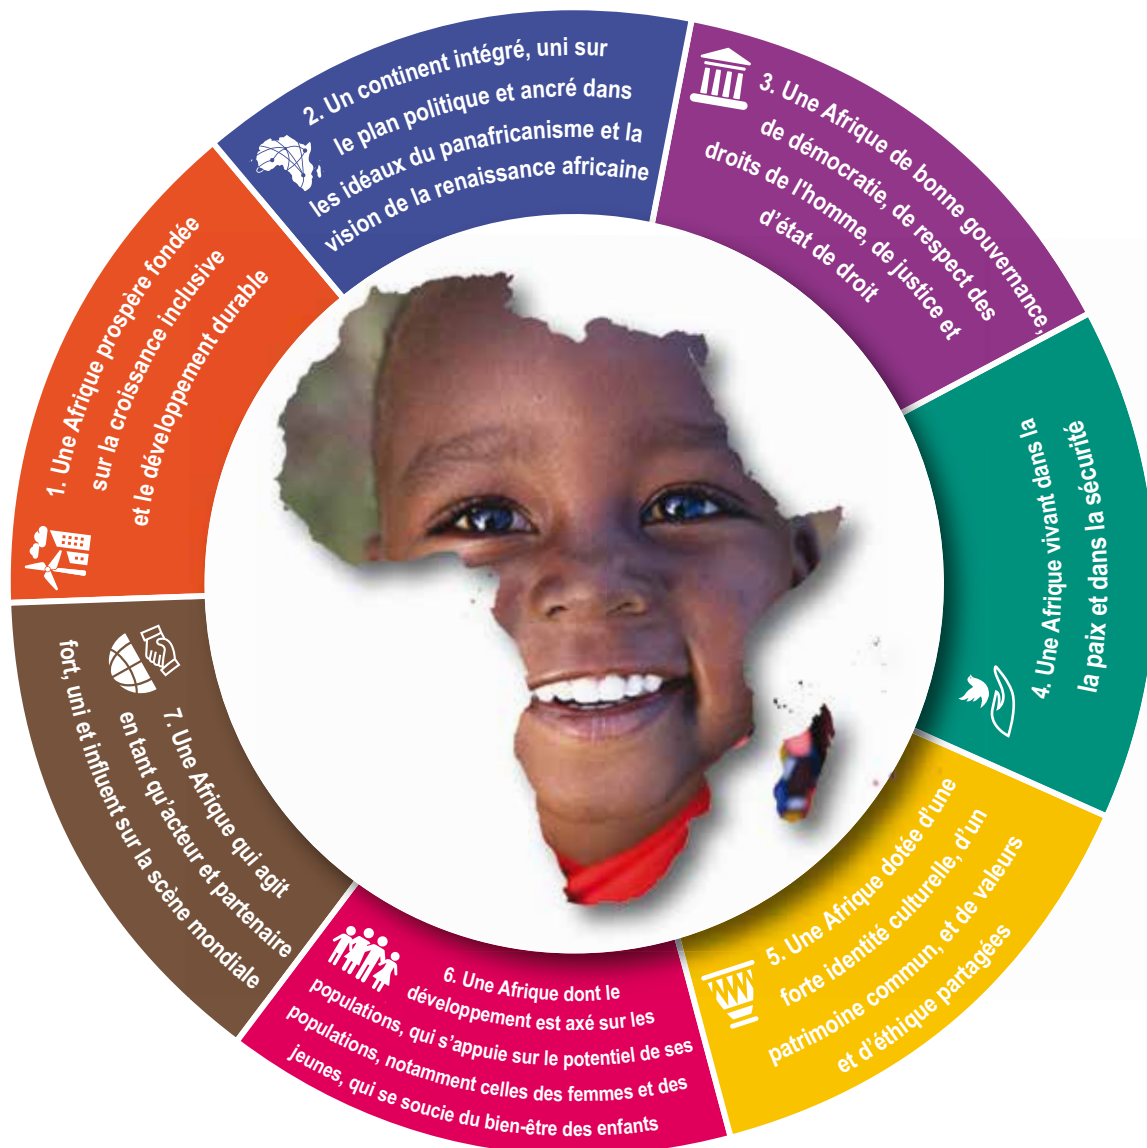 1. Une Afrique prospère fondée
sur la croissance inclusive
et le développement durable
2. Un continent intégré, uni sur
le plan politique et ancré dans
les idéaux du panafricanisme et la
vision de la renaissance africaine
3. Une Afrique de bonne gouvernance,
de démocratie, de respect des
droits de l'homme, de justice et
d’état de droit
4. Une Afrique vivant dans la
la paix et dans la sécurité
5. Une Afrique dotée d’une
forte identité culturelle, d’un
patrimoine commun, et de valeurs
et d’éthique partagées
6. Une Afrique dont le
développement est axé sur les
populations, qui s’appuie sur le potentiel de ses
populations, notamment celles des femmes et des
jeunes, qui se soucie du bien-être des enfants
7. Une Afrique qui agit
en tant qu’acteur et partenaire
fort, uni et influent sur la scène mondiale